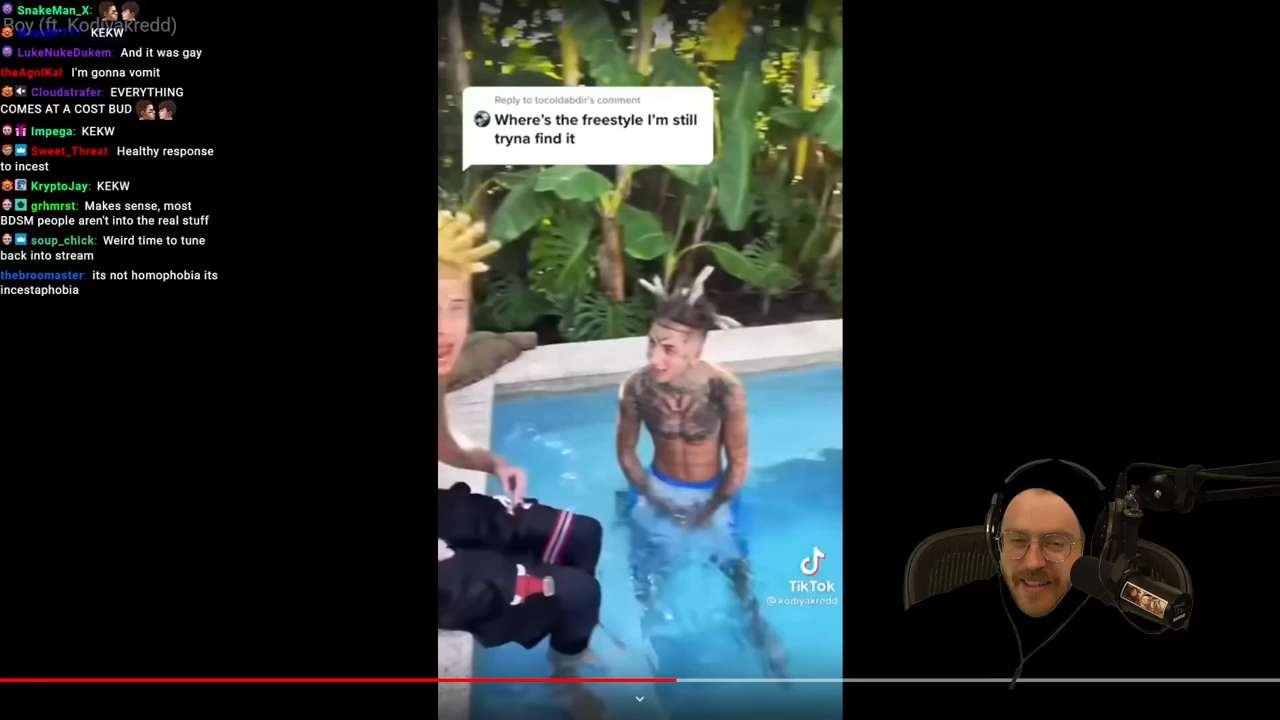 Boy (ft. Kodiyakredd)
SnakeMan_X:
KEKW
LukeNukeDukem: And it was gay
theAgniKai I'm gonna vomit
Cloudstrafer: EVERYTHING
COMES AT A COST BUD
Impega: KEKW
Sweet_Threat: Healthy response
to incest
KryptoJay: KEKW
grhmrst: Makes sense, most
BDSM people aren't into the real stuff
soup_chick: Weird time to tune
back into stream
thebroomaster: its not homophobia its
incestaphobia
Reply to tocoldabdir's comment
Where's the freestyle I'm still
tryna find it
TikTok
@kodiyakredd